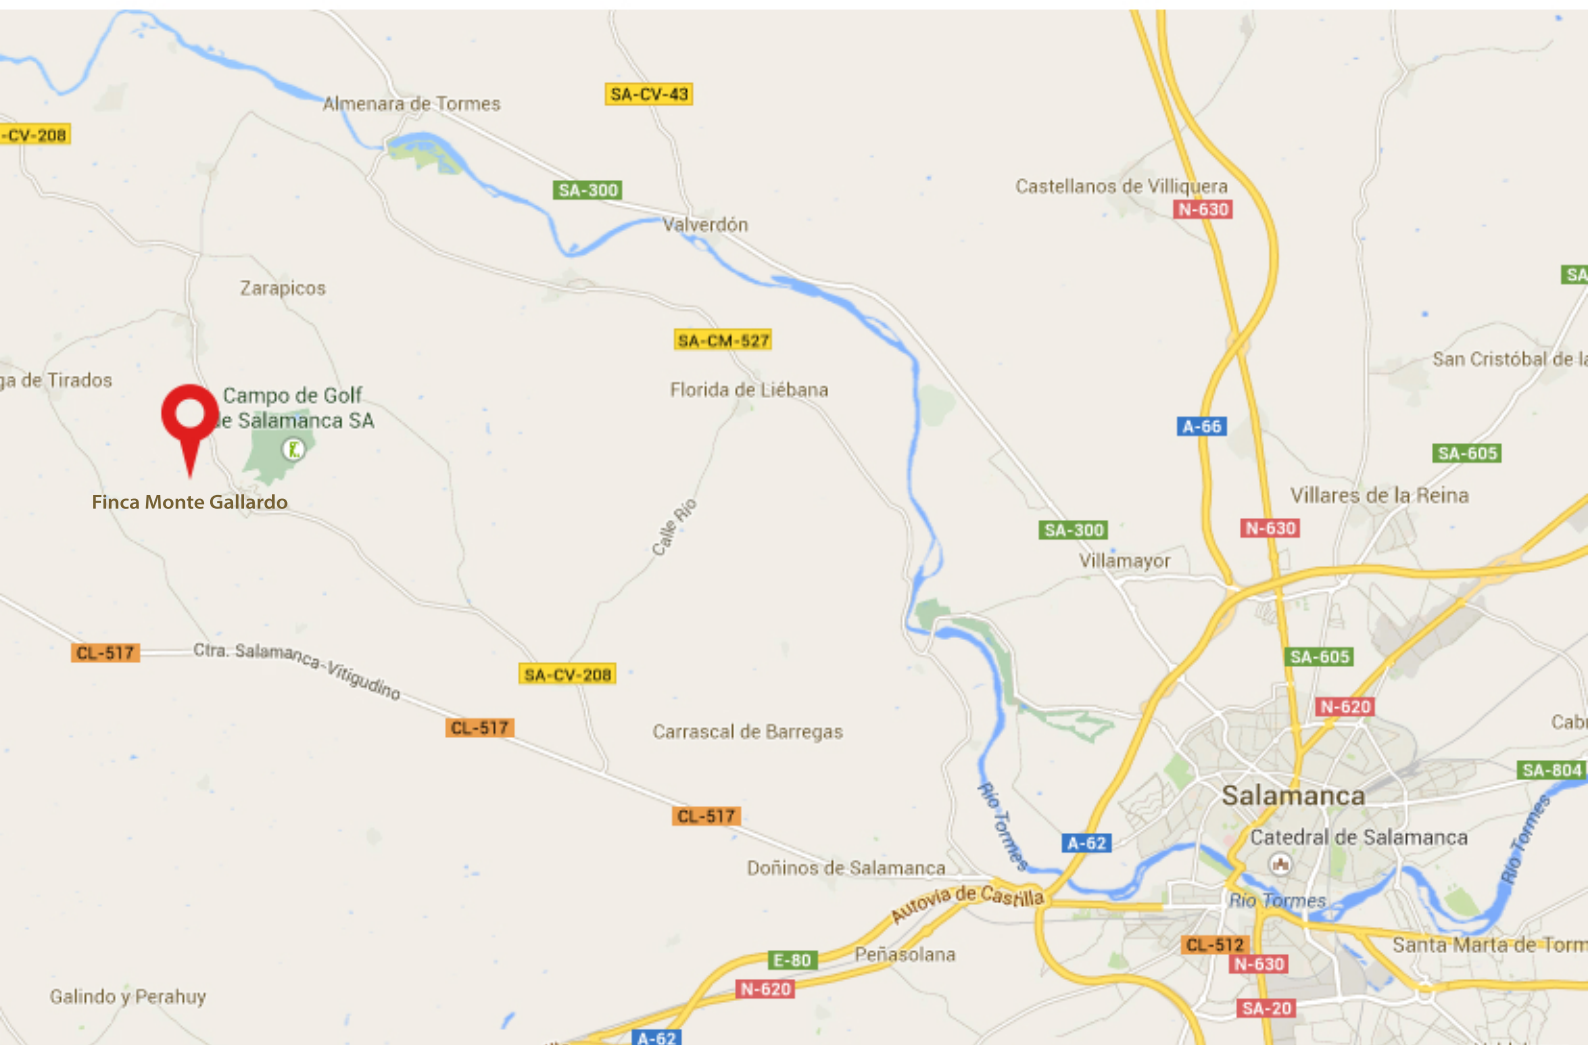 Almenara de Tormes
SA-CV-43
-CV-208
SA-300
Castellanos de Villiquera
N-630
Valverdón
SA
Zarapicos
SA-CM-527
San Cristóbal de la
ga de Tirados
Campo de Golf
de Salamanca SA
Florida de Liébana
A-66
SA-605
Finca Monte Gallardo
Villares de la Reina
Calle Río
SA-300
N-630
Villamayor
CL-517
Ctra. Salamanca-Vitigudino
SA-605
SA-CV-208
N-620
CL-517
Carrascal de Barregas
Cabr
SA-804
Salamanca
CL-517
Río Tormes
A-62
Catedral de Salamanca
Río Tormes
Doñinos de Salamanca
Autovía de Castilla
Río Tormes
Peñasolana
E-80
CL-512
Santa Marta de Torm
N-630
N-620
Galindo y Perahuy
SA-20
A-62